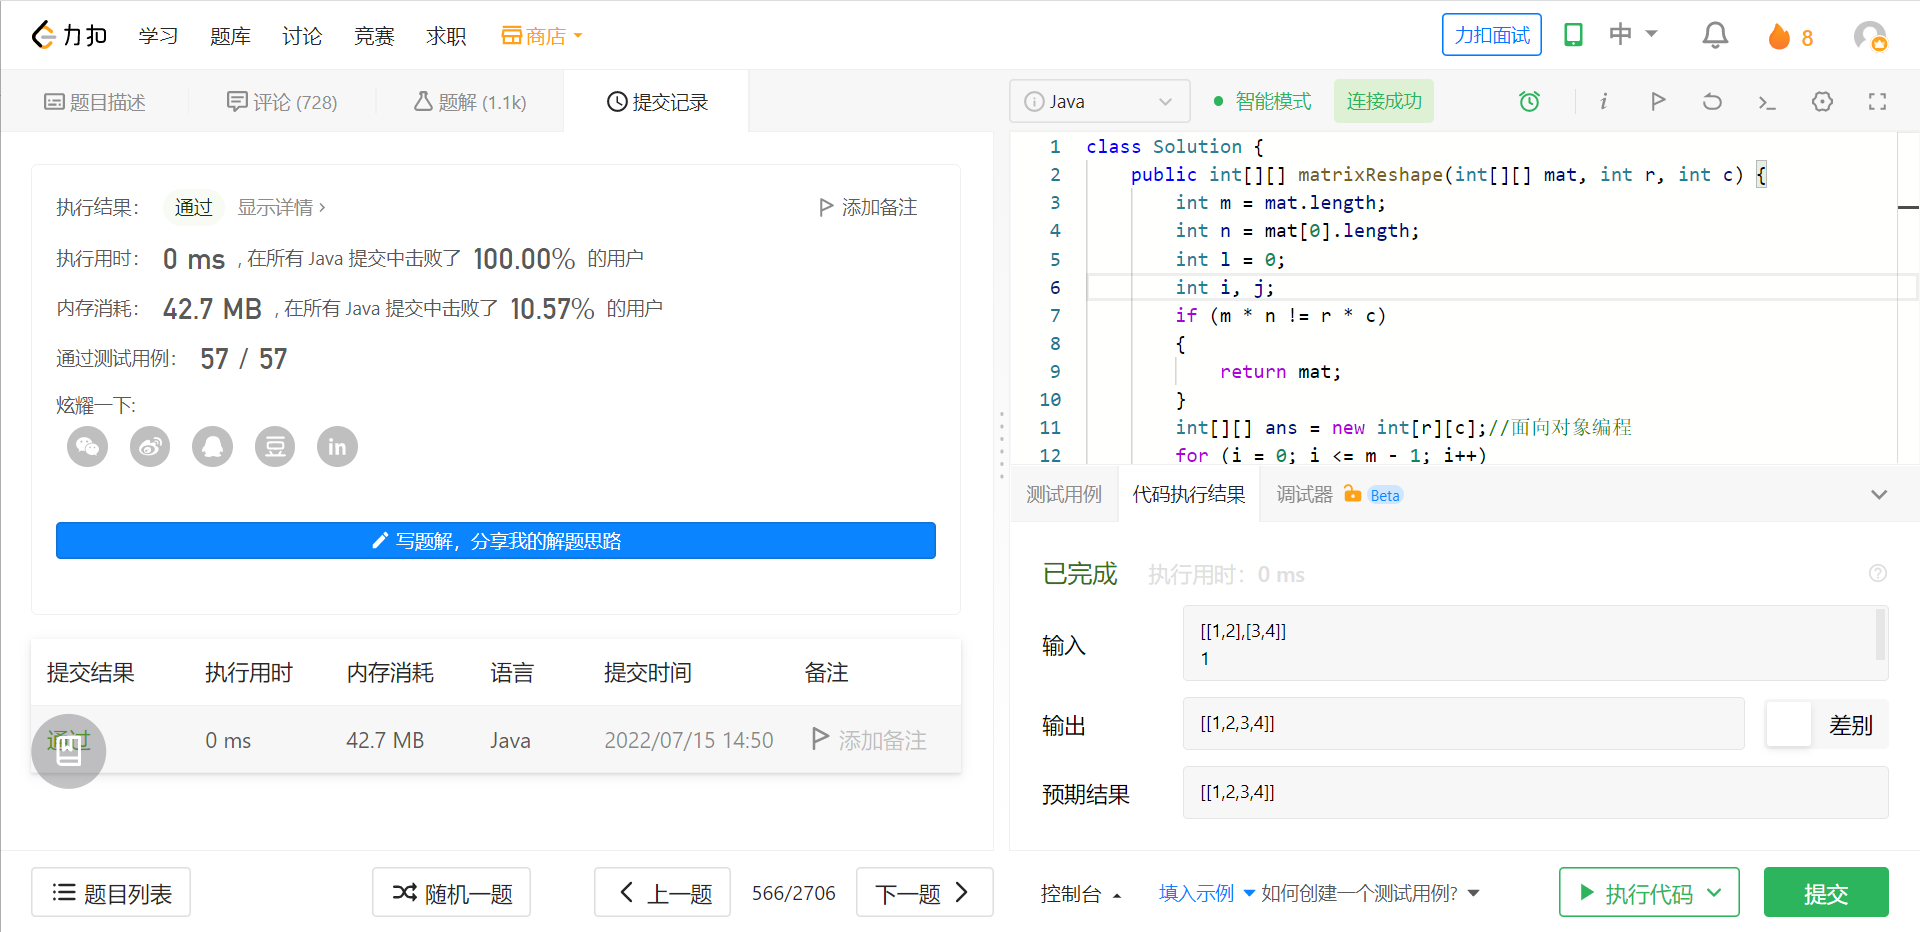 力扣 学习 题库 讨论 竞赛 求职 商店 力扣面试 中 8
题目描述 评论 (728) 题解 (1.1k) 提交记录
执行结果： 通过 显示详情 › 添加备注
执行用时： 0 ms , 在所有 Java 提交中击败了 100.00% 的用户
内存消耗： 42.7 MB , 在所有 Java 提交中击败了 10.57% 的用户
通过测试用例： 57 / 57
炫耀一下:
豆 in
写题解，分享我的解题思路
提交结果 执行用时 内存消耗 语言 提交时间 备注
通过 0 ms 42.7 MB Java 2022/07/15 14:50 添加备注
题目列表 随机一题 上一题 566/2706 下一题
i Java 智能模式 连接成功 i
1 class Solution {
2 public int[][] matrixReshape(int[][] mat, int r, int c) {
3 int m = mat.length;
4 int n = mat[0].length;
5 int l = 0;
6 int i, j;
7 if (m * n != r * c)
8 {
9 return mat;
10 }
11 int[][] ans = new int[r][c];//面向对象编程
12 for (i = 0; i <= m - 1; i++)
测试用例 代码执行结果 调试器 Beta
已完成 执行用时：0 ms ?
输入 [[1,2],[3,4]]
1
输出 [[1,2,3,4]] 差别
预期结果 [[1,2,3,4]]
控制台 填入示例 如何创建一个测试用例? 执行代码 提交